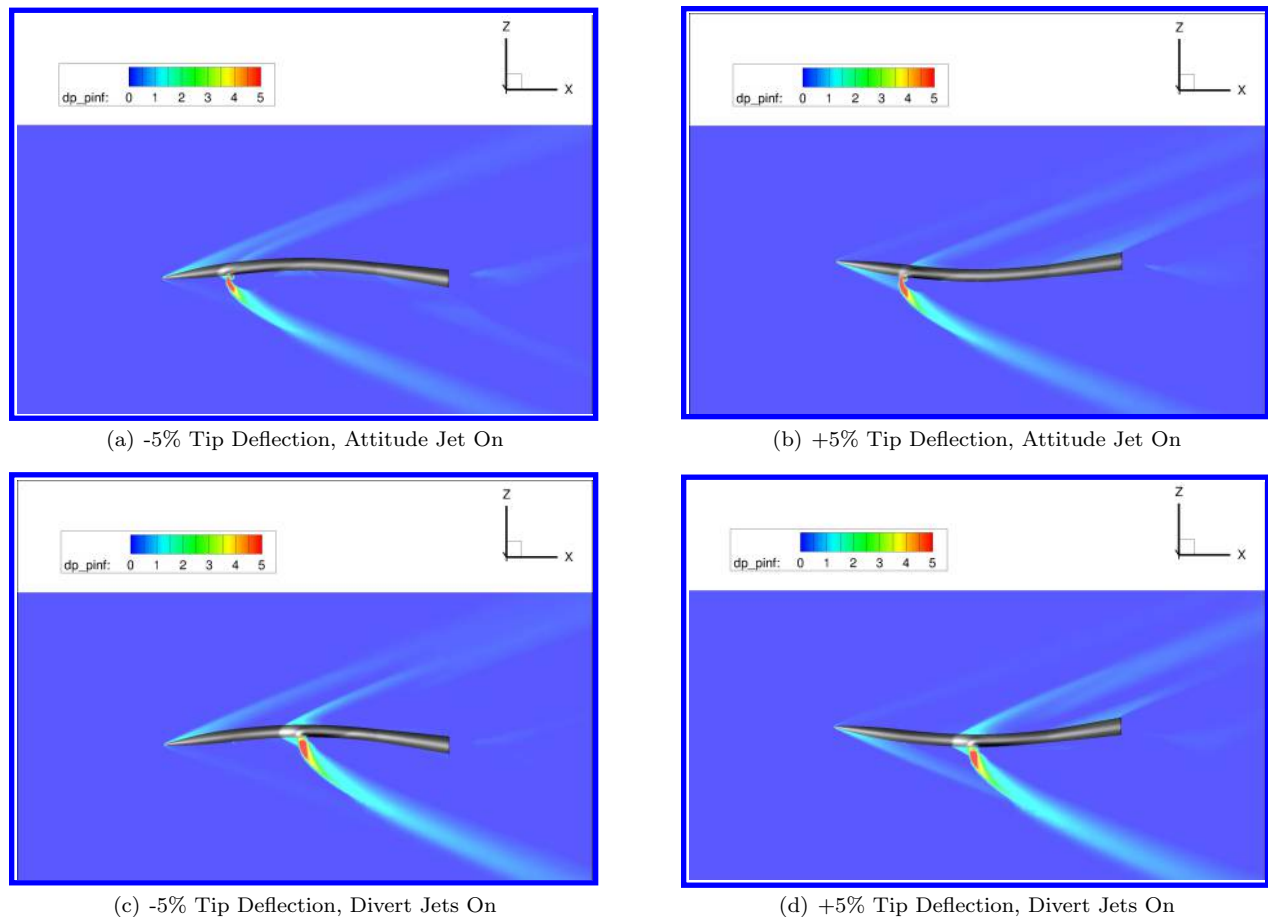 Z
X
dp_pinf: 0 1 2 3 4 5
Z
X
dp_pinf: 0 1 2 3 4 5
(a) -5% Tip Deflection, Attitude Jet On
(b) +5% Tip Deflection, Attitude Jet On
Z
X
dp_pinf: 0 1 2 3 4 5
Z
X
dp_pinf: 0 1 2 3 4 5
(c) -5% Tip Deflection, Divert Jets On
(d) +5% Tip Deflection, Divert Jets On